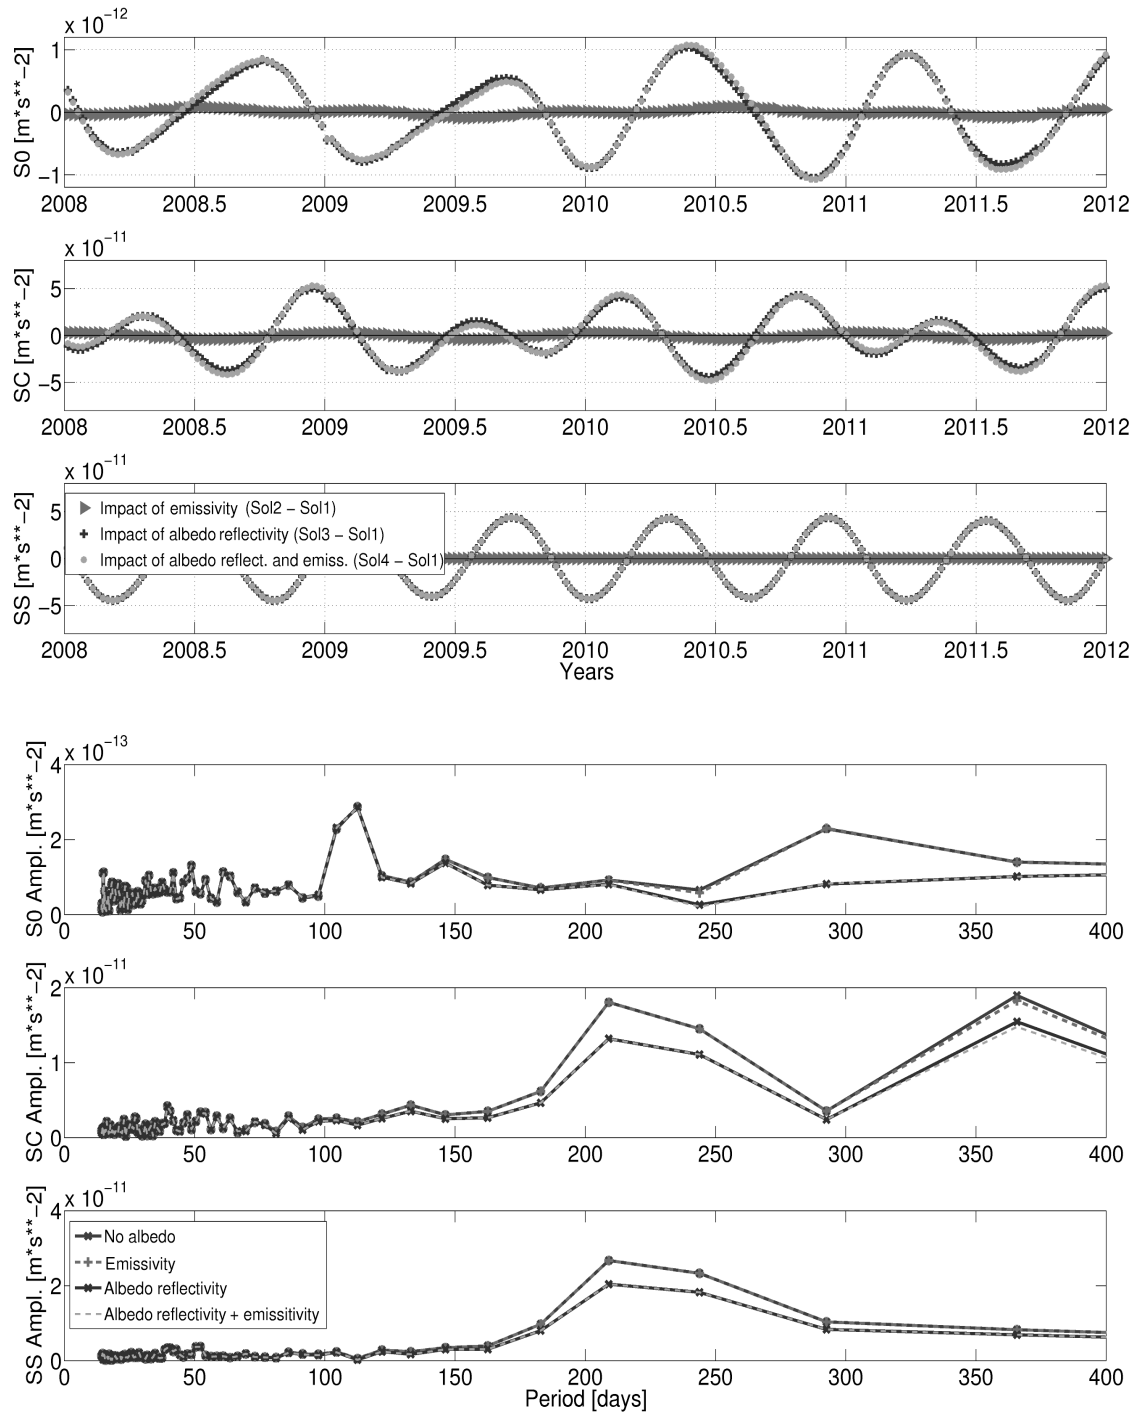 x 10−12
S0 [m*s**−2]
1
0
−1
2008 2008.5 2009 2009.5 2010 2010.5 2011 2011.5 2012
x 10−11
SC [m*s**−2]
5
0
−5
2008 2008.5 2009 2009.5 2010 2010.5 2011 2011.5 2012
x 10−11
SS [m*s**−2]
5
0
−5
Impact of emissivity (Sol2 − Sol1)
Impact of albedo reflectivity (Sol3 − Sol1)
Impact of albedo reflect. and emiss. (Sol4 − Sol1)
2008 2008.5 2009 2009.5 2010 2010.5 2011 2011.5 2012
Years
x 10−13
S0 Ampl. [m*s**−2]
4
2
0
0 50 100 150 200 250 300 350 400
x 10−11
SC Ampl. [m*s**−2]
2
1
0
0 50 100 150 200 250 300 350 400
x 10−11
SS Ampl. [m*s**−2]
4
2
0
No albedo
Emissivity
Albedo reflectivity
Albedo reflectivity + emissitivity
0 50 100 150 200 250 300 350 400
Period [days]